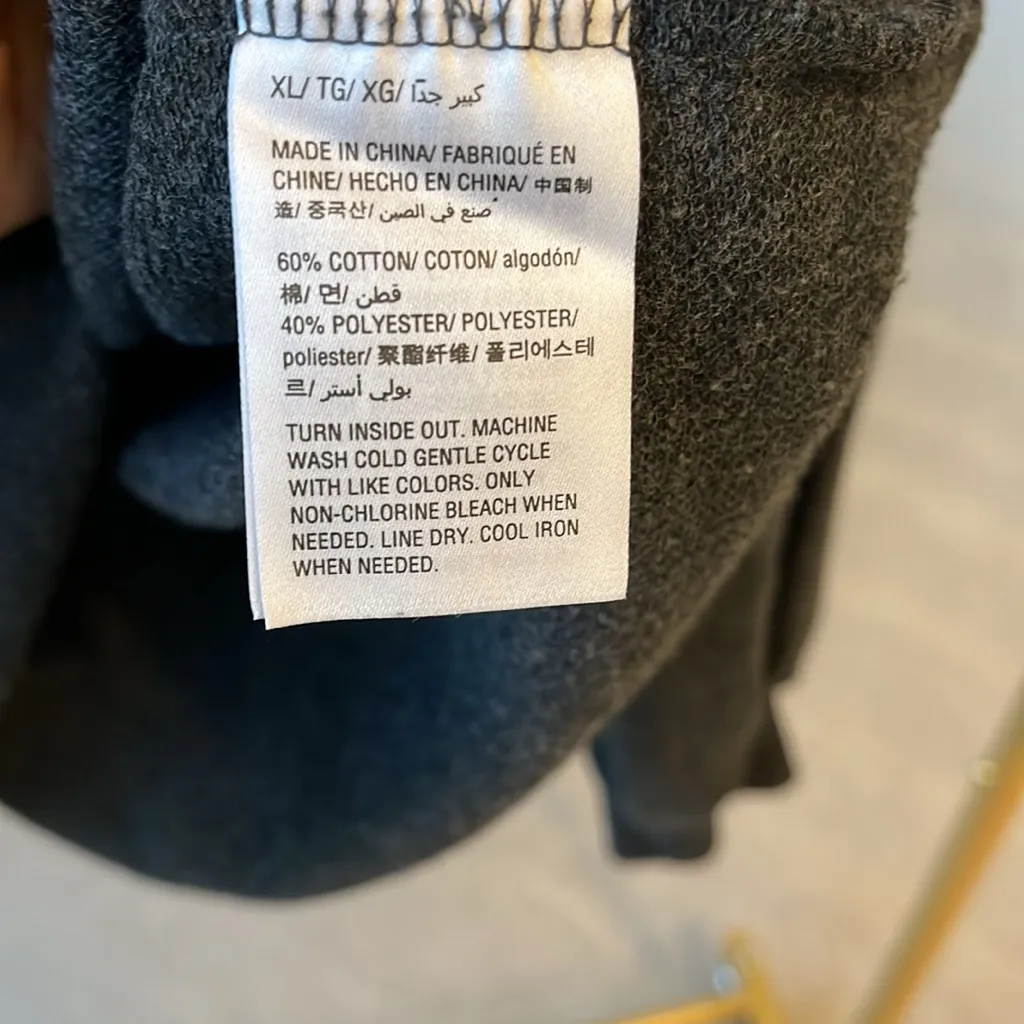 XL/ TG/ XG/ كبير جدًا
MADE IN CHINA/ FABRIQUÉ EN
CHINE/ HECHO EN CHINA/ 中国制
造/ 중국산/ صنع في الصين
60% COTTON/ COTON/ algodón/
棉/ 면/ قطن
40% POLYESTER/ POLYESTER/
poliester/ 聚酯纤维/ 폴리에스테
르/ بولي أستر
TURN INSIDE OUT. MACHINE
WASH COLD GENTLE CYCLE
WITH LIKE COLORS. ONLY
NON-CHLORINE BLEACH WHEN
NEEDED. LINE DRY. COOL IRON
WHEN NEEDED.